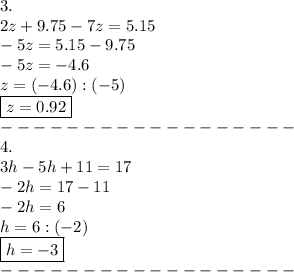 3.
2z + 9.75 − 7z = 5.15
− 5z = 5.15 − 9.75
− 5z = −4.6
z = (−4.6) : (−5)
z = 0.92
− − − − − − − − − − − − − − − − − −
4.
3h − 5h + 11 = 17
− 2h = 17 − 11
− 2h = 6
h = 6 : (−2)
h = −3
− − − − − − − − − − − − − − − − − −